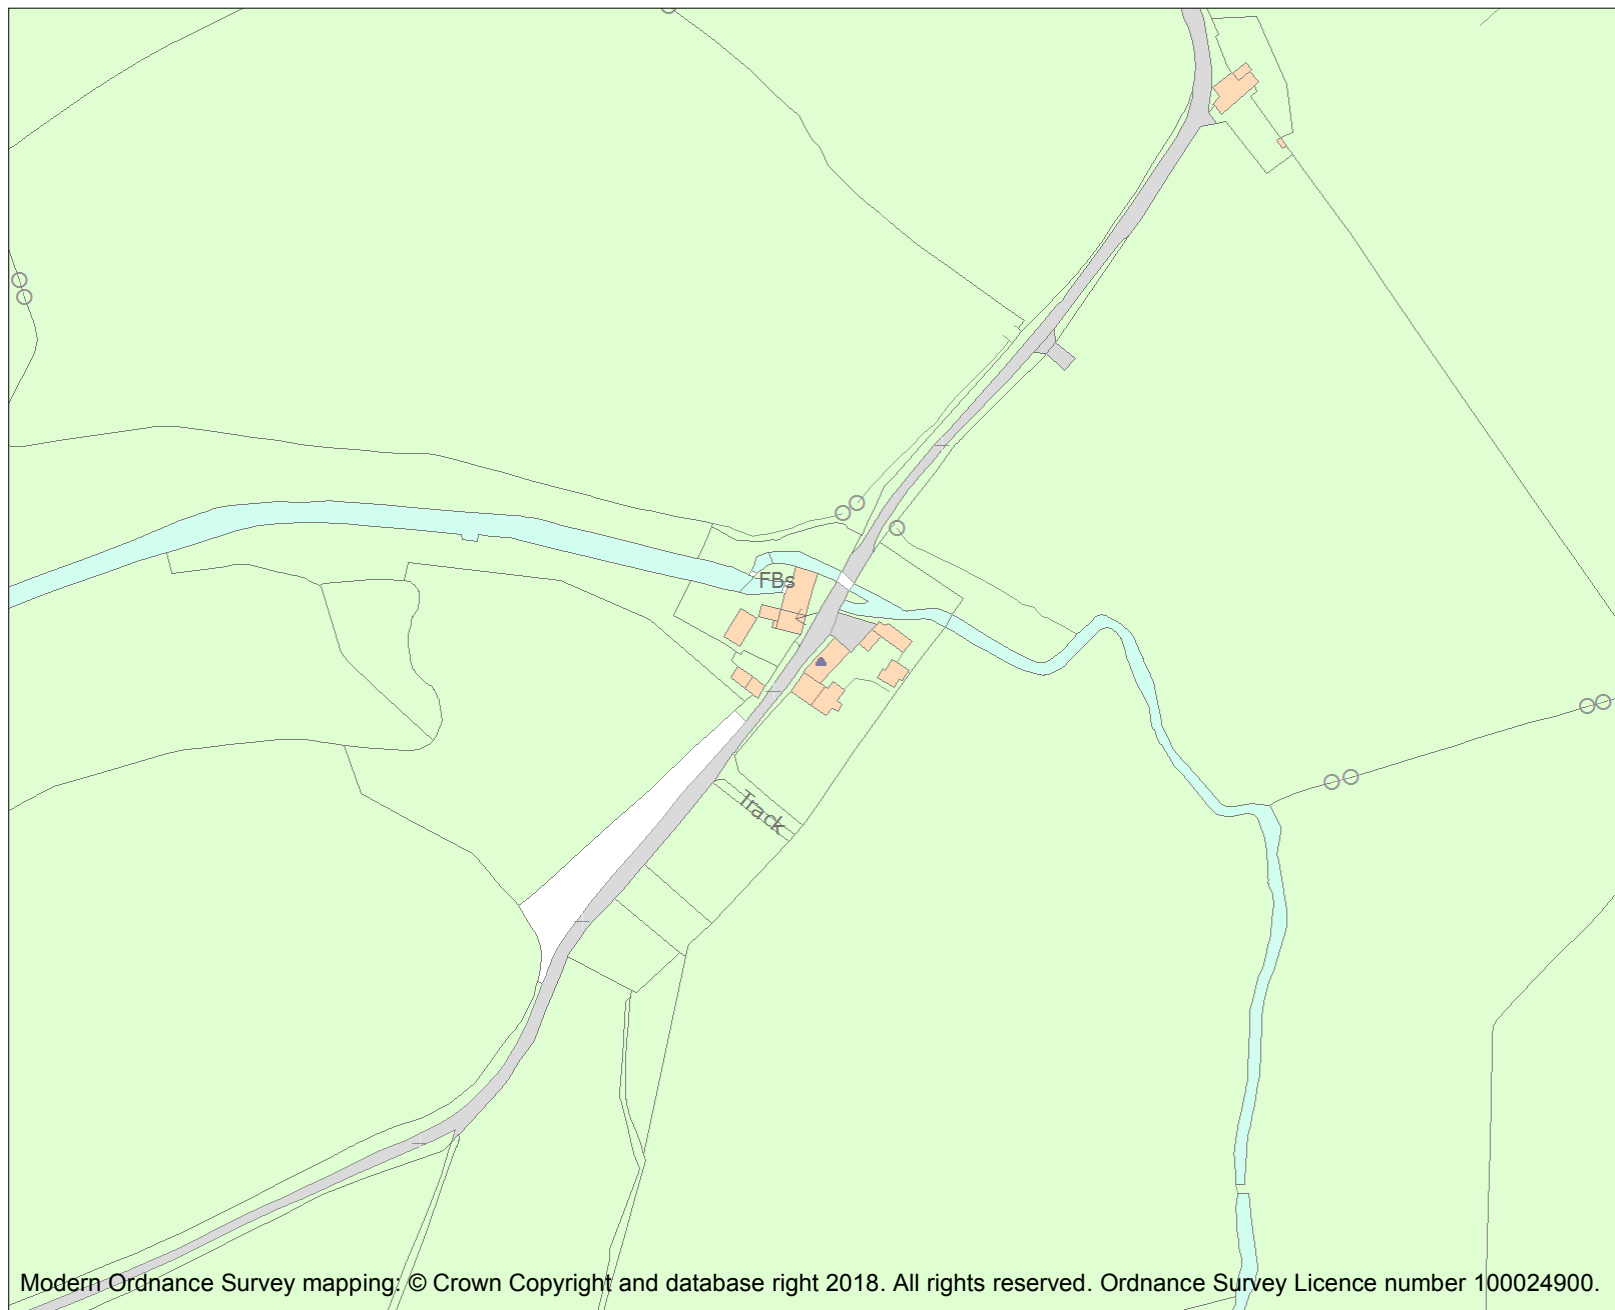 FBs
Track
Modern Ordnance Survey mapping: © Crown Copyright and database right 2018. All rights reserved. Ordnance Survey Licence number 100024900.